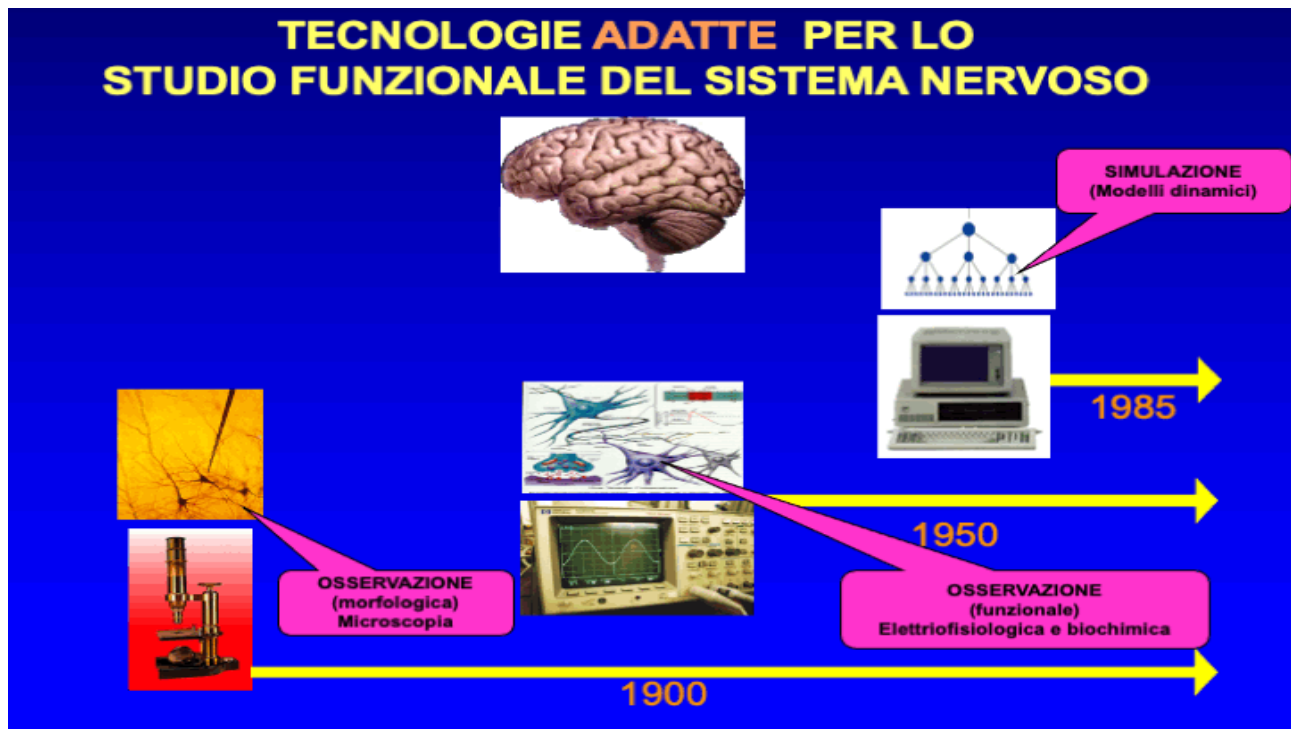 TECNOLOGIE ADATTE PER LO
STUDIO FUNZIONALE DEL SISTEMA NERVOSO
SIMULAZIONE
(Modelli dinamici)
1985
1950
OSSERVAZIONE
(morfologica)
Microscopia
OSSERVAZIONE
(funzionale)
Elettriofisiologica e biochimica
1900